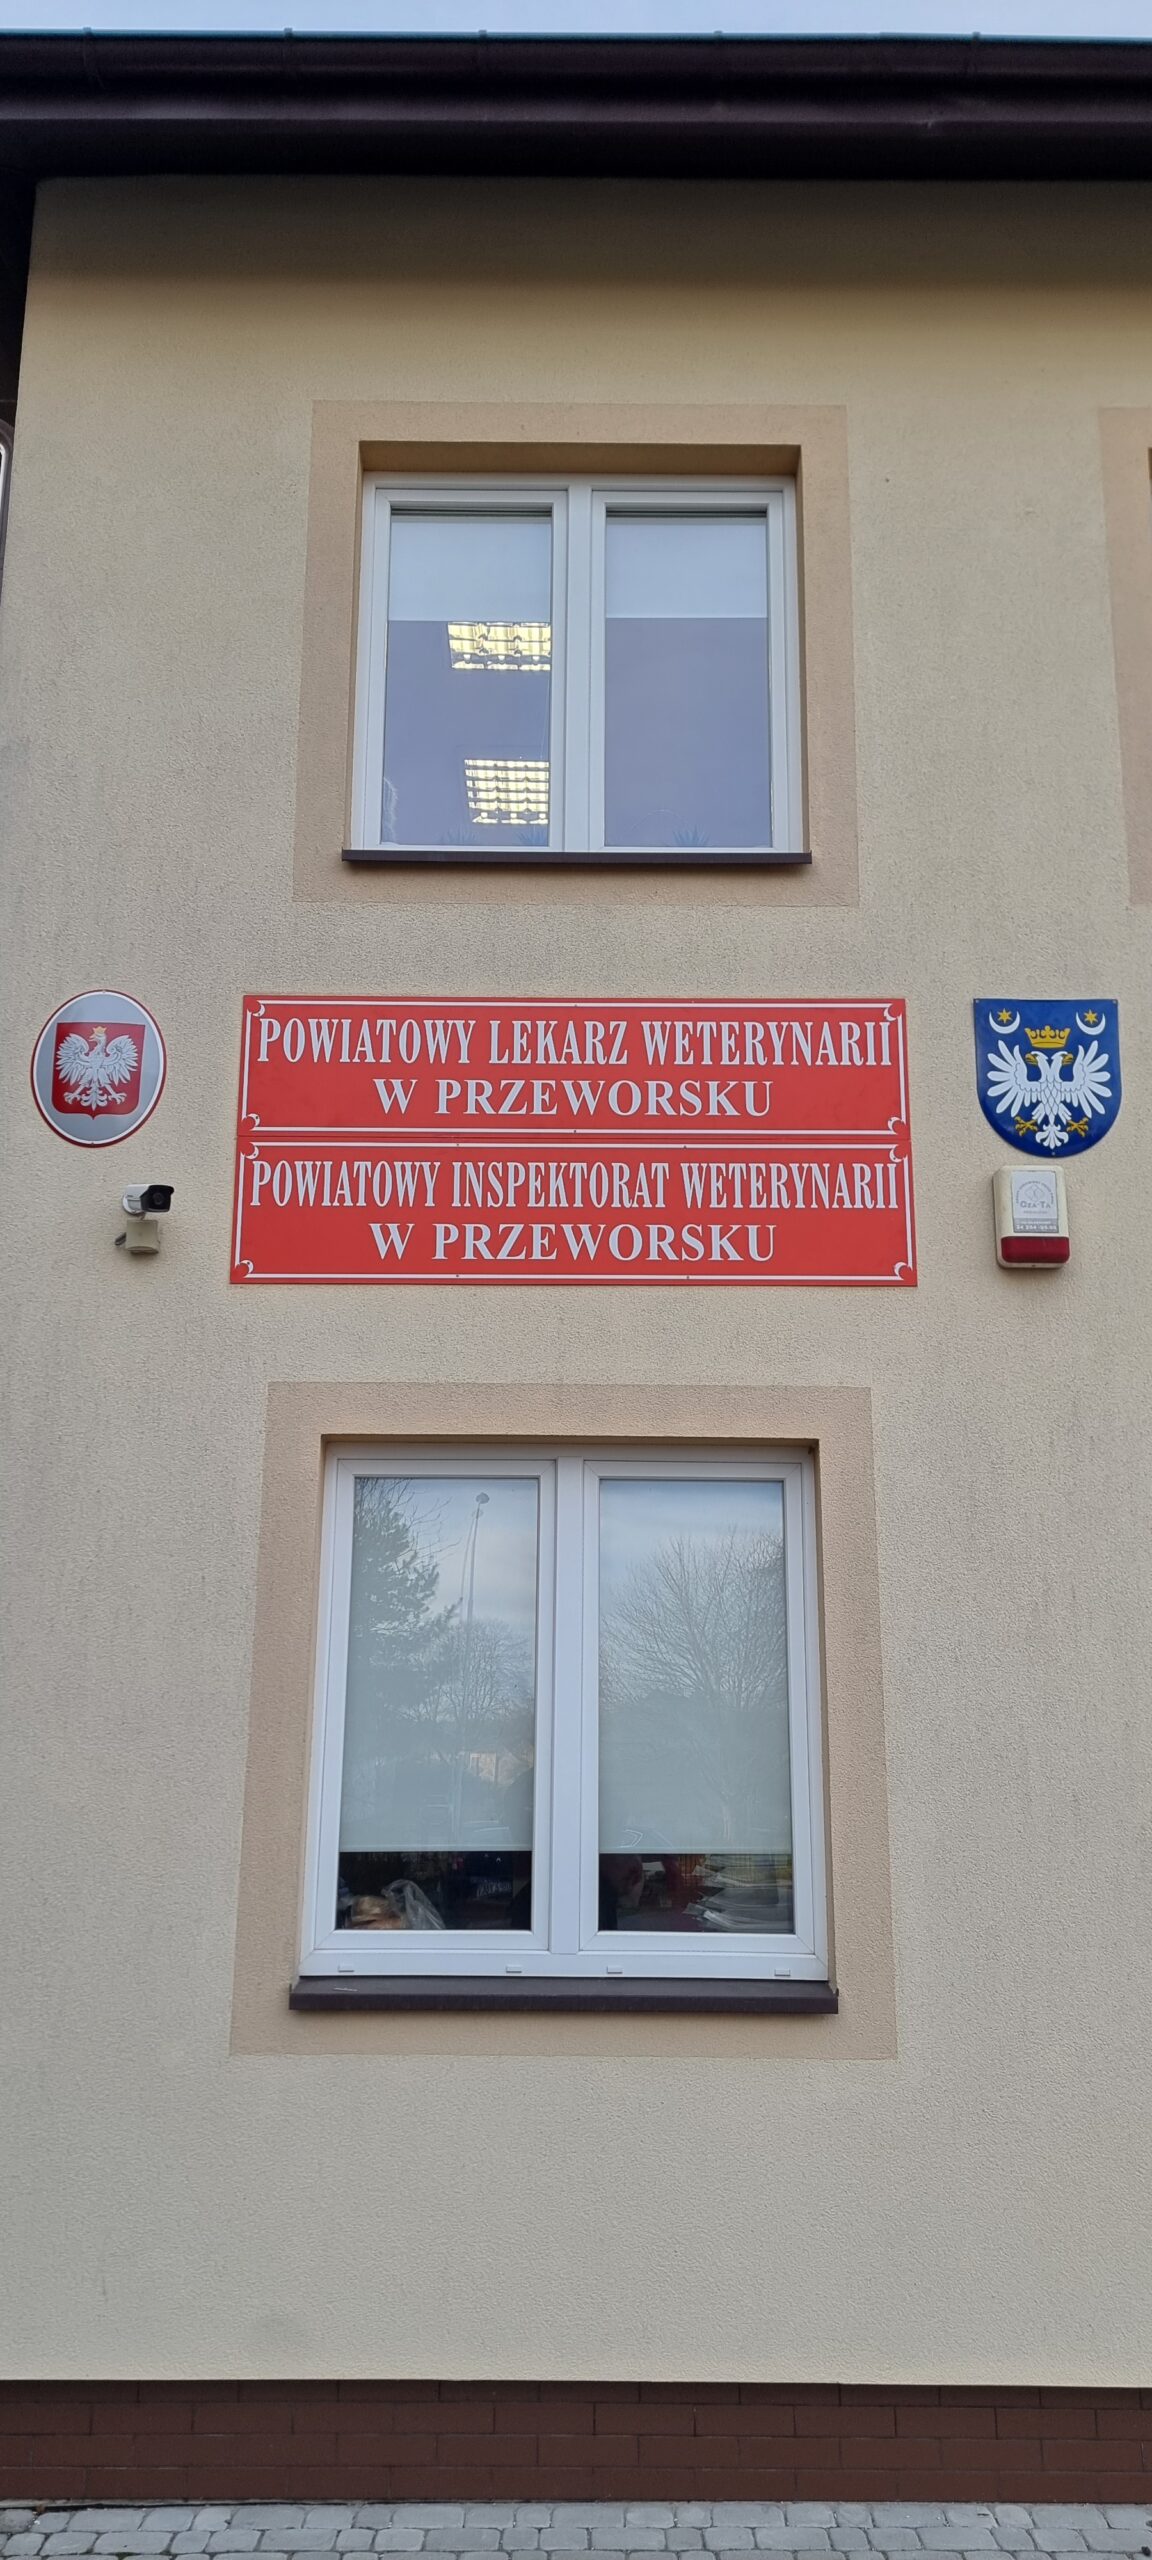 POWIATOWY LEKARZ WETERYNARII
W PRZEWORSKU
POWIATOWY INSPEKTORAT WETERYNARII
W PRZEWORSKU